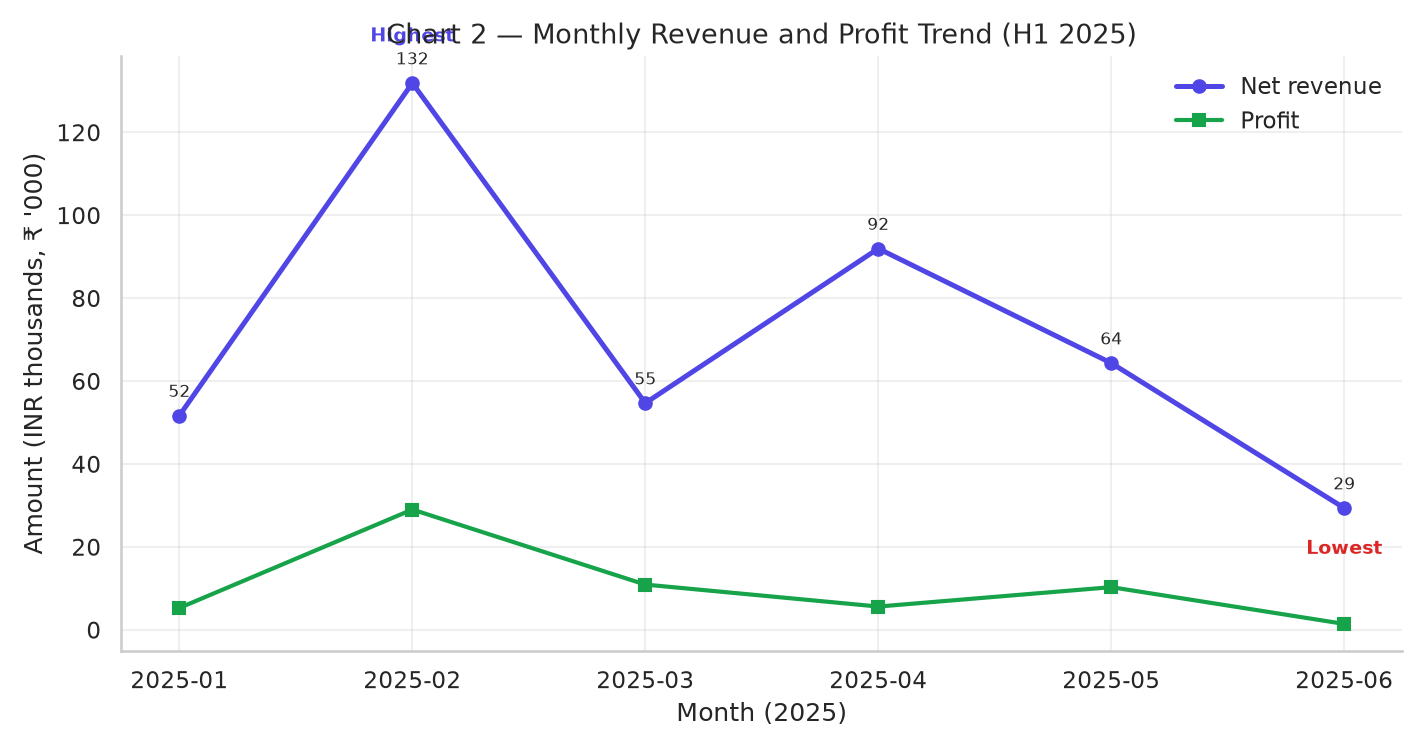 Chart 2 — Monthly Revenue and Profit Trend (H1 2025)
Highest
132
Net revenue
Profit
120
100
80
60
40
20
0
Amount (INR thousands, ₹ '000)
52
55
92
64
29
Lowest
2025-01 2025-02 2025-03 2025-04 2025-05 2025-06
Month (2025)